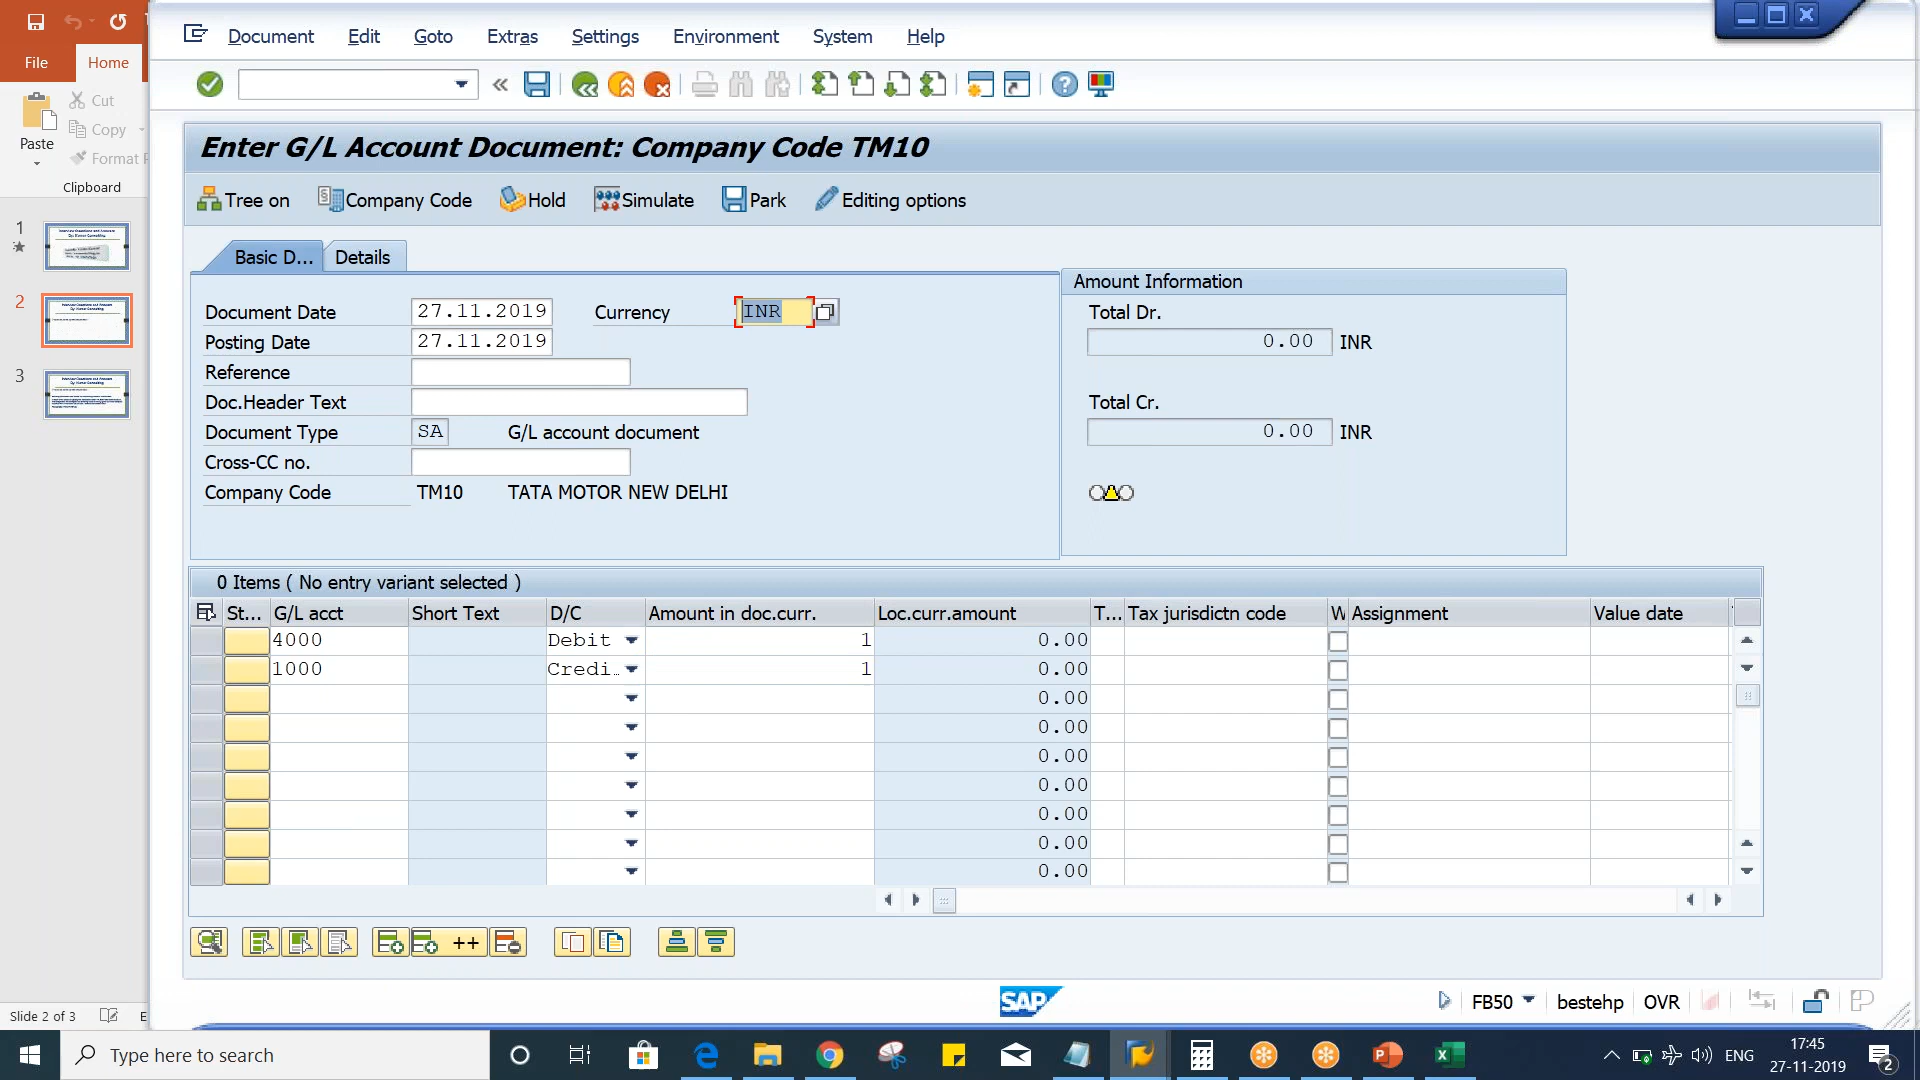 Document Edit Goto Extras Settings Environment System Help
File Home
Cut
Copy
Format
Paste
Clipboard
Enter G/L Account Document: Company Code TM10
Tree on Company Code Hold Simulate Park Editing options
Basic D... Details
Amount Information
Document Date 27.11.2019 Currency INR
Total Dr.
Posting Date 27.11.2019
0.00 INR
Reference
Doc.Header Text
Total Cr.
Document Type SA G/L account document
0.00 INR
Cross-CC no.
Company Code TM10 TATA MOTOR NEW DELHI
1
2
3
0 Items ( No entry variant selected )
St... G/L acct Short Text D/C Amount in doc.curr. Loc.curr.amount T... Tax jurisdictn code W Assignment Value date
4000 Debit 1 0.00
1000 Credi… 1 0.00
0.00
0.00
0.00
0.00
0.00
0.00
0.00
++
SAP
FB50 bestehp OVR
Slide 2 of 3 E
Type here to search
ENG
17:45
27-11-2019
2